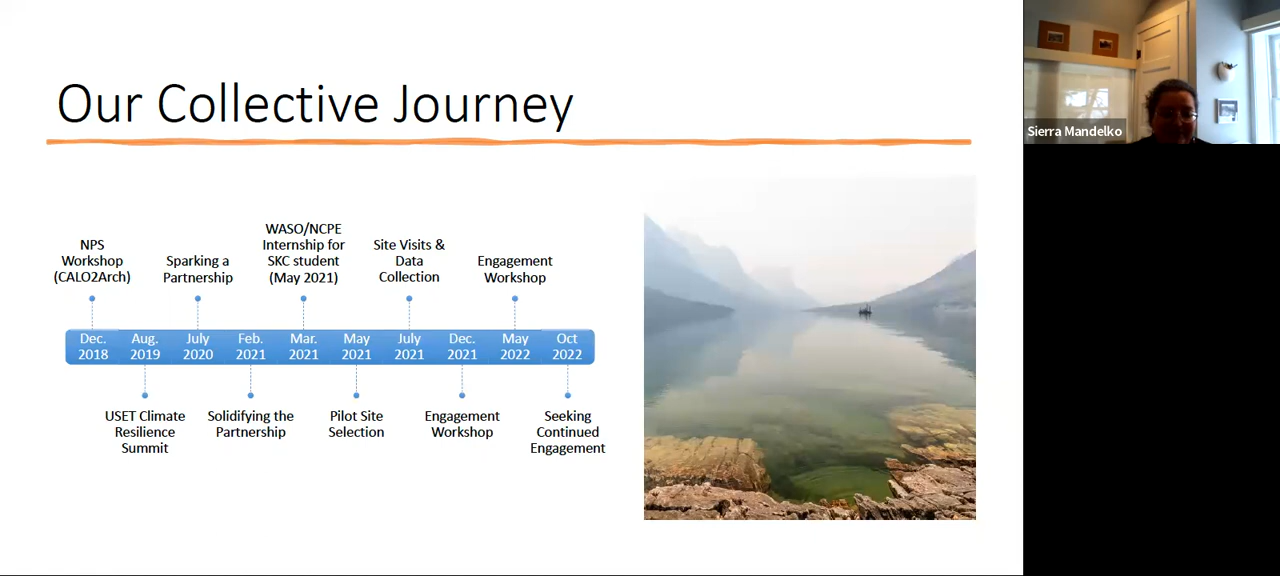 Our Collective Journey
NPS
Workshop
(CALO2Arch)
Sparking a
Partnership
WASO/NCPE
Internship for
SKC student
(May 2021)
Site Visits &
Data
Collection
Engagement
Workshop
Dec.
2018
Aug.
2019
July
2020
Feb.
2021
Mar.
2021
May
2021
July
2021
Dec.
2021
May
2022
Oct
2022
USET Climate
Resilience
Summit
Solidifying the
Partnership
Pilot Site
Selection
Engagement
Workshop
Seeking
Continued
Engagement
Sierra Mandelko